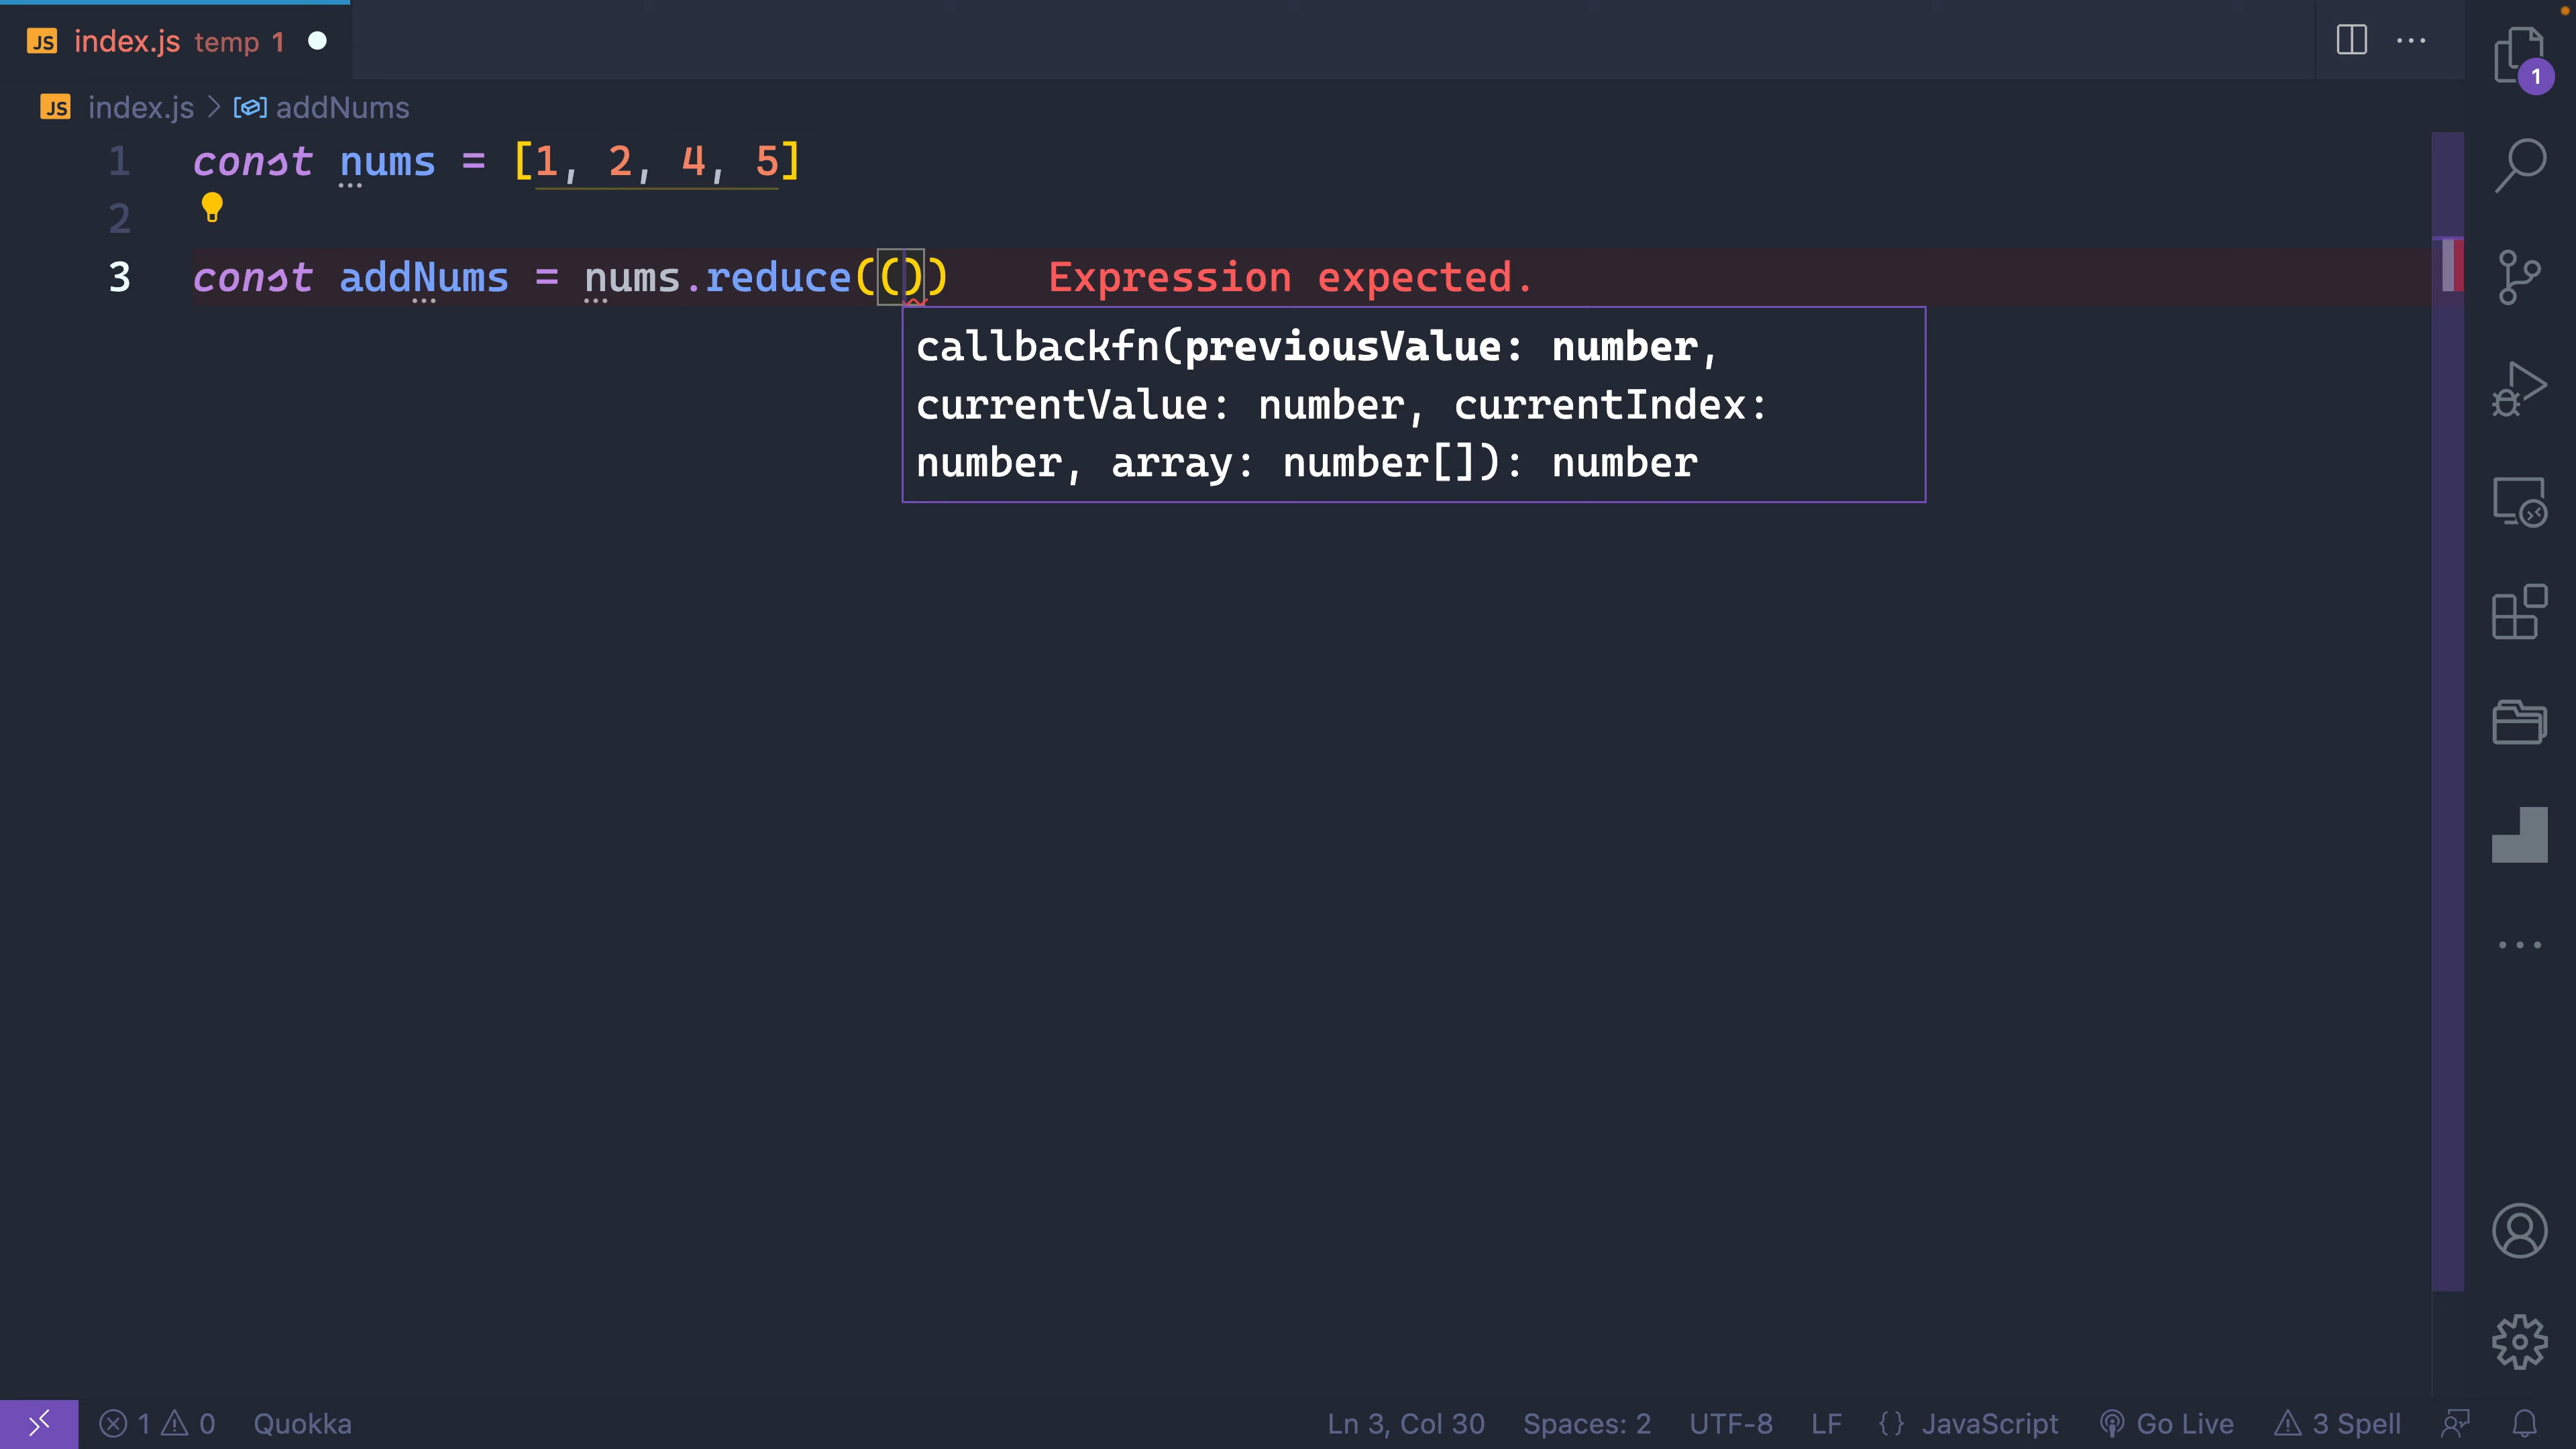 JS index.js temp 1
1
JS index.js > addNums
1 const nums = [1, 2, 4, 5]
2
3 const addNums = nums.reduce(()) Expression expected.
callbackfn(previousValue: number,
currentValue: number, currentIndex:
number, array: number[]): number
1 0 Quokka Ln 3, Col 30 Spaces: 2 UTF-8 LF {} JavaScript Go Live 3 Spell